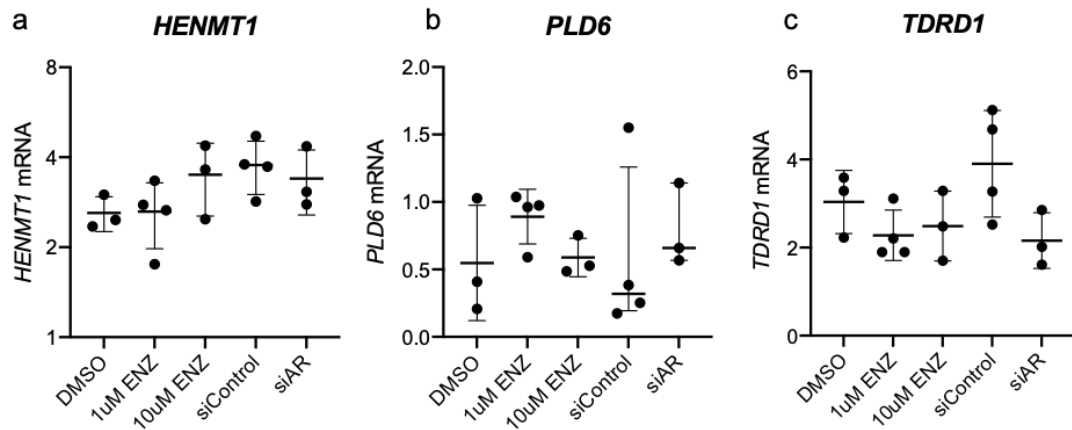 a
HENMT1
HENMT1 mRNA
8
4
2
1
DMSO
1uM ENZ
10uM ENZ
siControl
siAR
b
PLD6
PLD6 mRNA
2.0
1.5
1.0
0.5
0.0
DMSO
1uM ENZ
10uM ENZ
siControl
siAR
c
TDRD1
TDRD1 mRNA
6
4
2
0
DMSO
1uM ENZ
10uM ENZ
siControl
siAR